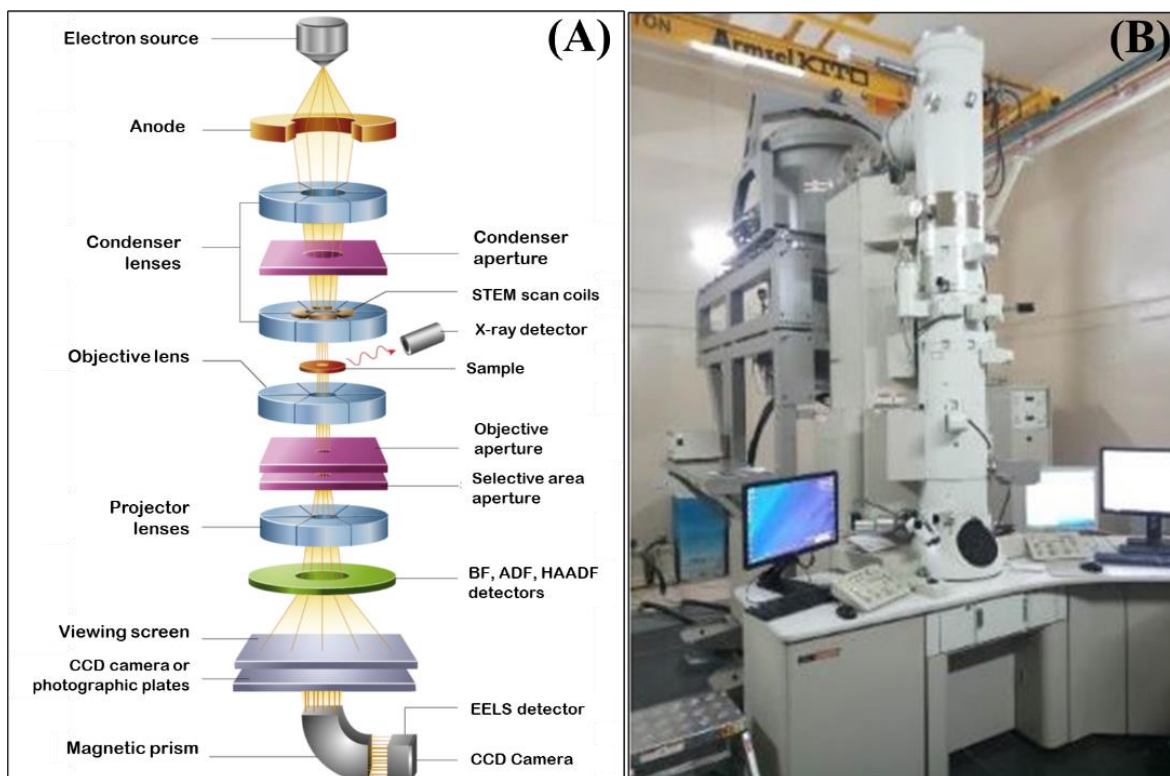 (A)
Electron source
Anode
Condenser
lenses
Condenser
aperture
STEM scan coils
X-ray detector
Objective lens
Sample
Objective
aperture
Selective area
aperture
Projector
lenses
BF, ADF, HAADF
detectors
Viewing screen
CCD camera or
photographic plates
EELS detector
Magnetic prism
CCD Camera
(B)
TON
Armsel KITO